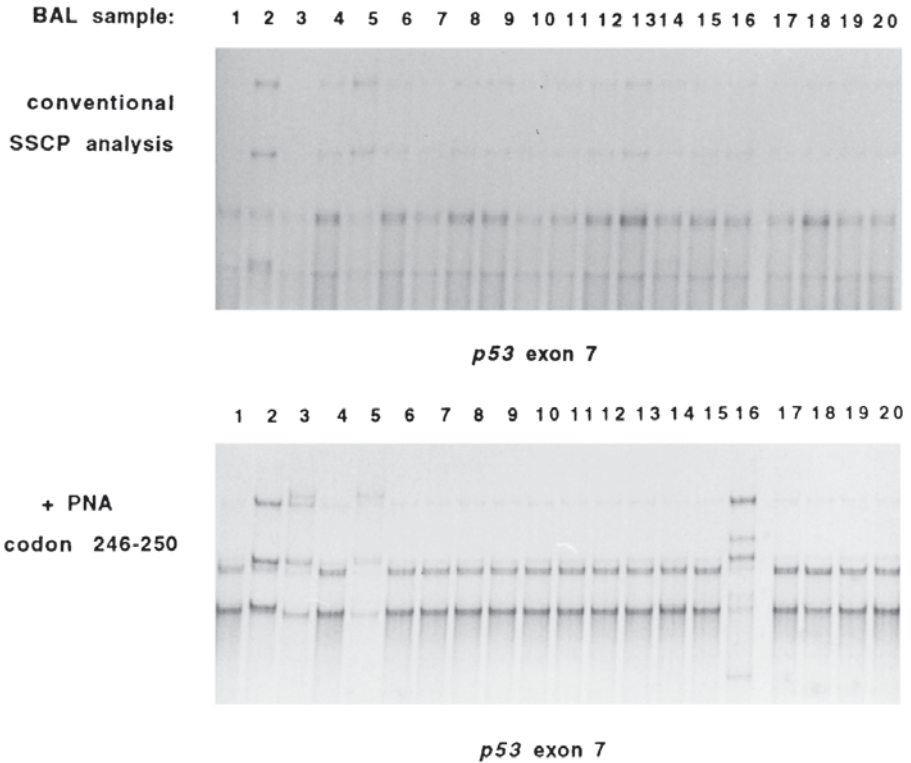 BAL sample: 1 2 3 4 5 6 7 8 9 10 11 12 13 14 15 16 17 18 19 20
conventional
SSCP analysis
p53 exon 7
1 2 3 4 5 6 7 8 9 10 11 12 13 14 15 16 17 18 19 20
+ PNA
codon 246-250
p53 exon 7